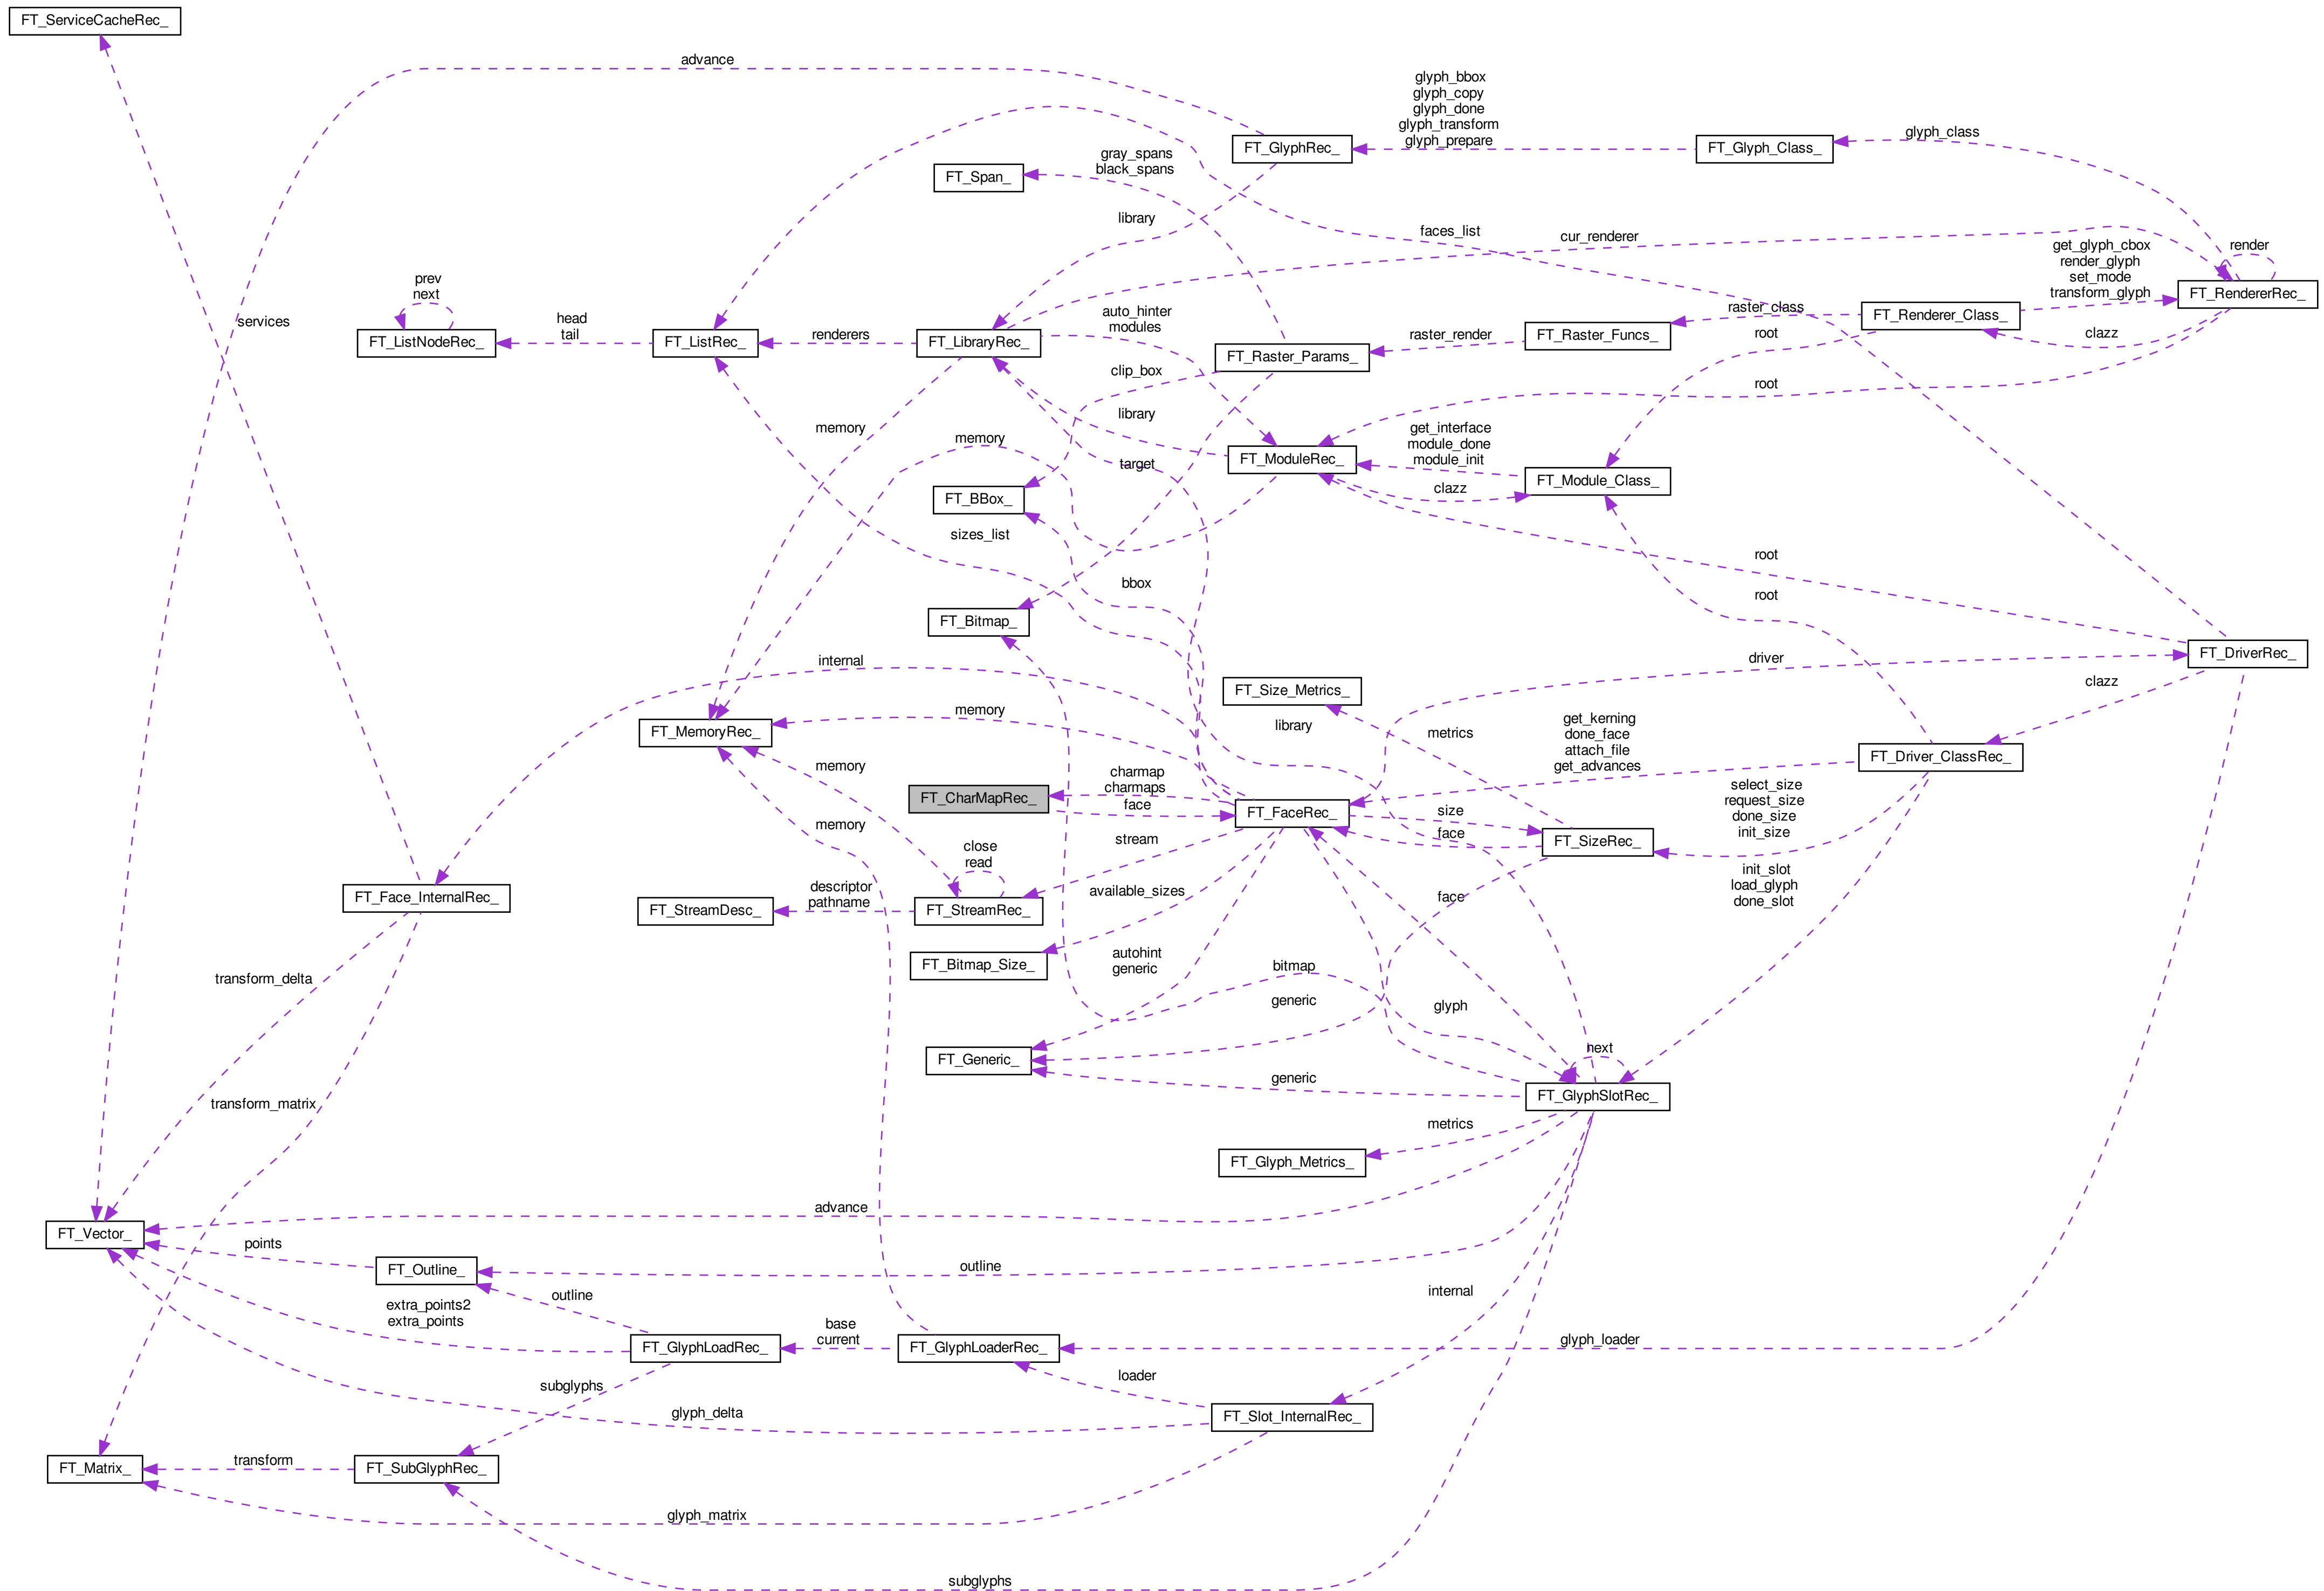 FT_ServiceCacheRec_
advance
glyph_bbox
glyph_copy
glyph_done
glyph_transform
glyph_prepare
glyph_class
FT_GlyphRec_
FT_Glyph_Class_
gray_spans
black_spans
FT_Span_
library
faces_list
cur_renderer
render
get_glyph_cbox
render_glyph
set_mode
transform_glyph
FT_RendererRec_
prev
next
services
head
tail
auto_hinter
modules
raster_class
FT_Renderer_Class_
FT_ListNodeRec_
FT_ListRec_
renderers
FT_LibraryRec_
raster_render
FT_Raster_Funcs_
root
clazz
FT_Raster_Params_
clip_box
root
library
memory
memory
get_interface
module_done
module_init
FT_ModuleRec_
target
clazz
FT_Module_Class_
FT_BBox_
sizes_list
root
bbox
root
FT_Bitmap_
internal
driver
FT_DriverRec_
clazz
FT_Size_Metrics_
memory
library
metrics
get_kerning
done_face
attach_file
get_advances
FT_MemoryRec_
FT_Driver_ClassRec_
memory
charmap
charmaps
select_size
request_size
done_size
init_size
FT_CharMapRec_
face
FT_FaceRec_
size
face
FT_SizeRec_
memory
stream
close
read
init_slot
load_glyph
done_slot
descriptor
pathname
available_sizes
face
FT_Face_InternalRec_
FT_StreamDesc_
FT_StreamRec_
autohint
generic
bitmap
FT_Bitmap_Size_
transform_delta
generic
glyph
next
FT_Generic_
generic
FT_GlyphSlotRec_
transform_matrix
metrics
FT_Glyph_Metrics_
advance
FT_Vector_
points
FT_Outline_
outline
outline
internal
extra_points2
extra_points
base
current
FT_GlyphLoadRec_
FT_GlyphLoaderRec_
glyph_loader
subglyphs
loader
glyph_delta
FT_Slot_InternalRec_
FT_Matrix_
transform
FT_SubGlyphRec_
glyph_matrix
subglyphs